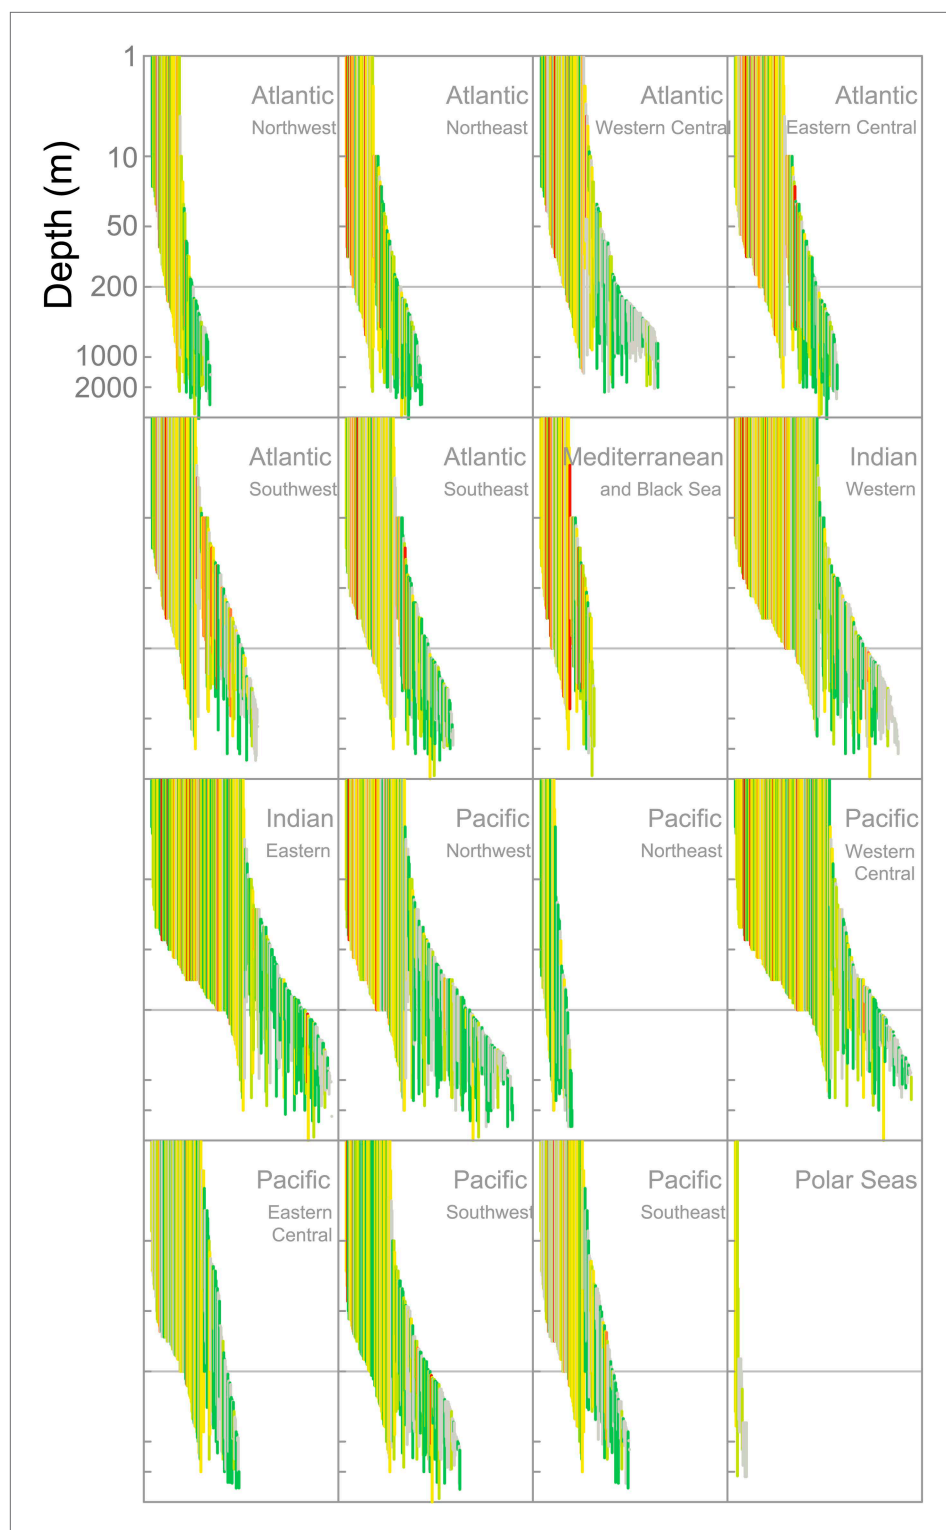 Depth (m)
1
10
50
200
1000
2000
Atlantic
Northwest
Atlantic
Northeast
Atlantic
Western Central
Atlantic
Eastern Central
Atlantic
Southwest
Atlantic
Southeast
Mediterranean
and Black Sea
Indian
Western
Indian
Eastern
Pacific
Northwest
Pacific
Northeast
Pacific
Western
Central
Pacific
Eastern
Central
Pacific
Southwest
Pacific
Southeast
Polar Seas